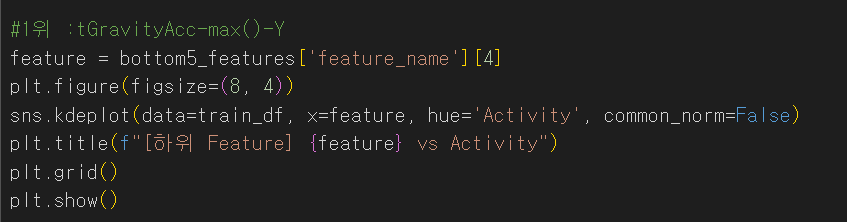 #1위 :tGravityAcc-max()-Y
feature = bottom5_features['feature_name'][4]
plt.figure(figsize=(8, 4))
sns.kdeplot(data=train_df, x=feature, hue='Activity', common_norm=False)
plt.title(f"[하위 Feature] {feature} vs Activity")
plt.grid()
plt.show()